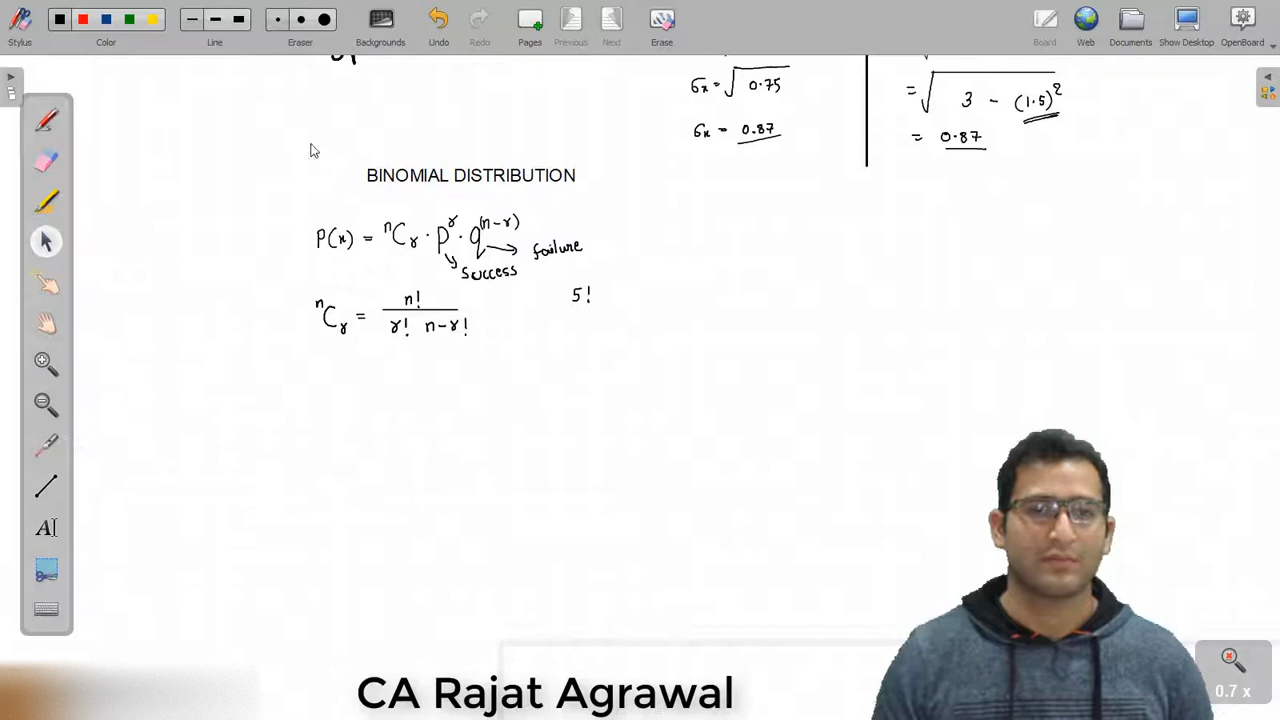 Stylus
Color
Line
Eraser
Backgrounds
Undo
Redo
Pages
Previous
Next
Erase
Board
Web
Documents
Show Desktop
OpenBoard
σx = √0.75
σx = 0.87
= √3 - (1.5)²
= 0.87
BINOMIAL DISTRIBUTION
P(x) = ⁿCᵣ · pʳ · q⁽ⁿ⁻ʳ⁾
failure
success
5!
ⁿCᵣ = n! / r! n-r!
CA Rajat Agrawal
0.7 x